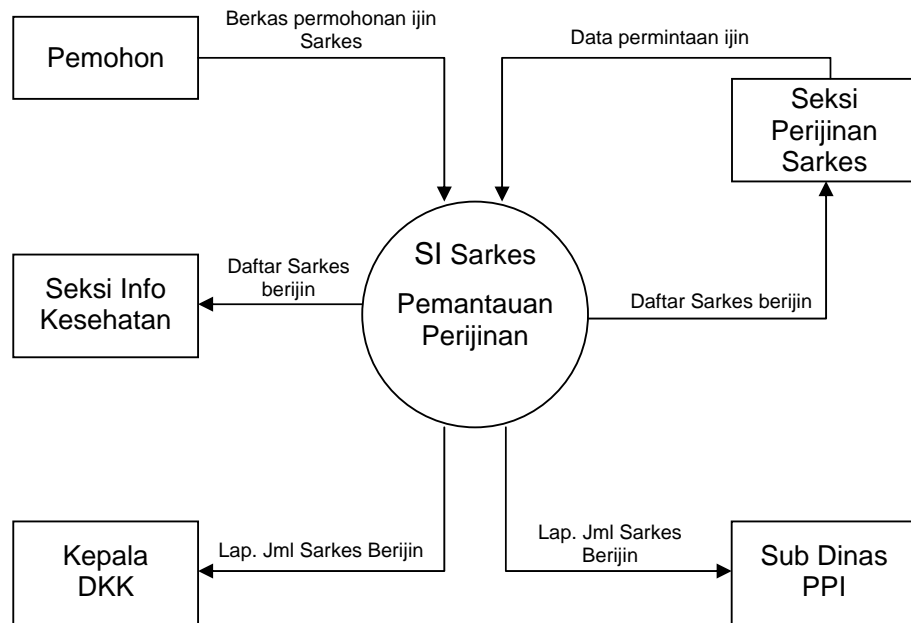 Berkas permohonan ijin
Sarkes
Pemohon
Data permintaan ijin
Seksi
Perijinan
Sarkes
SI Sarkes
Pemantauan
Perijinan
Daftar Sarkes
berijin
Seksi Info
Kesehatan
Daftar Sarkes berijin
Lap. Jml Sarkes Berijin
Kepala
DKK
Lap. Jml Sarkes
Berijin
Sub Dinas
PPI